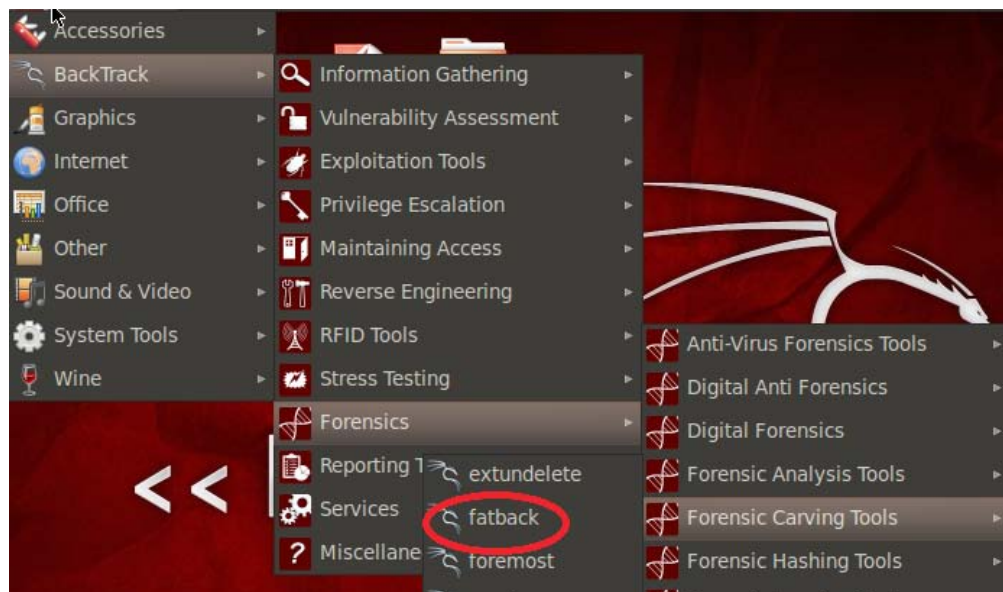 Accessories
BackTrack
Graphics
Internet
Office
Other
Sound & Video
System Tools
Wine
Information Gathering
Vulnerability Assessment
Exploitation Tools
Privilege Escalation
Maintaining Access
Reverse Engineering
RFID Tools
Stress Testing
Forensics
Reporting T
Services
Miscellane
extundelete
fatback
foremost
Anti-Virus Forensics Tools
Digital Anti Forensics
Digital Forensics
Forensic Analysis Tools
Forensic Carving Tools
Forensic Hashing Tools
<<